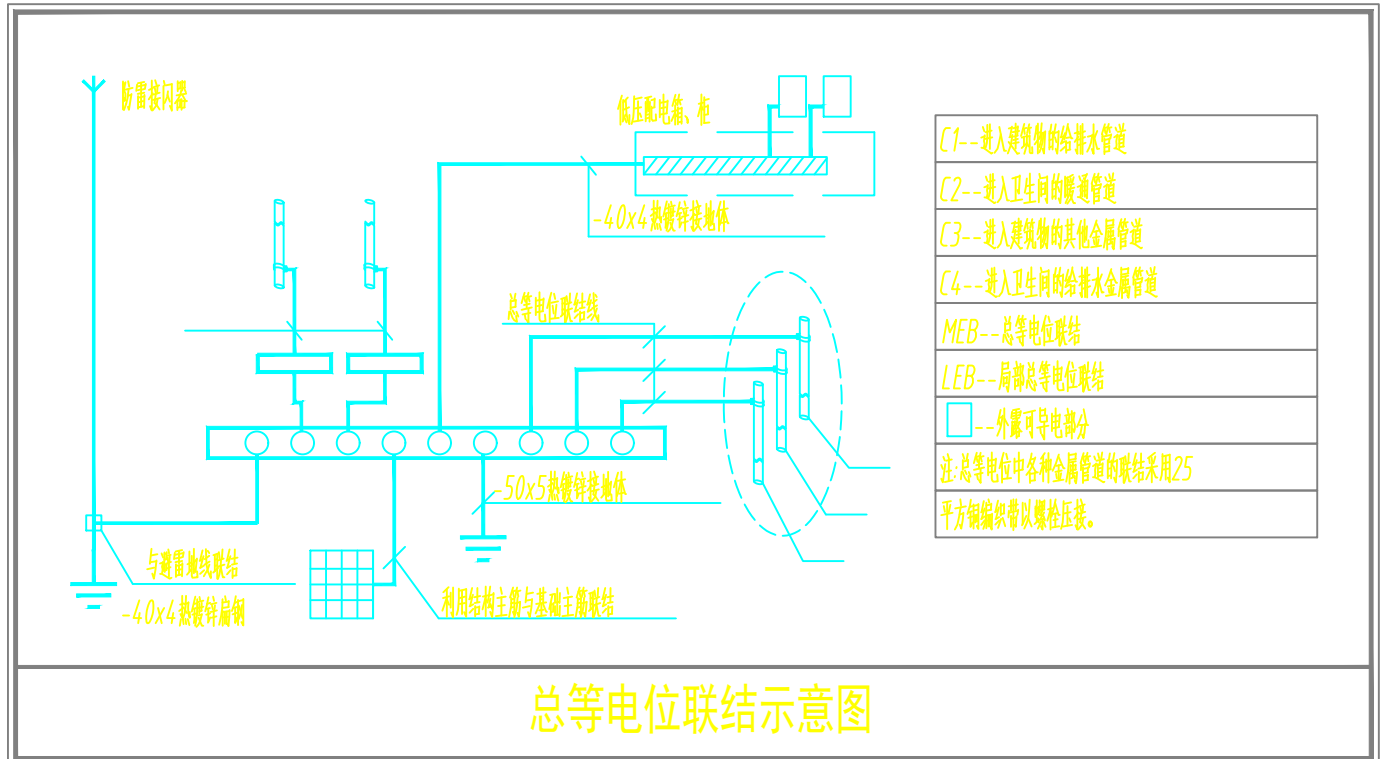 防雷接闪器
低压配电箱、柜
-40x4热镀锌接地体
总等电位联结线
-50x5热镀锌接地体
与避雷地线联结
-40x4热镀锌扁钢
利用结构主筋与基础主筋联结
C1--进入建筑物的给排水管道
C2--进入卫生间的暖通管道
C3--进入建筑物的其他金属管道
C4--进入卫生间的给排水金属管道
MEB--总等电位联结
LEB--局部总等电位联结
--外露可导电部分
注:总等电位中各种金属管道的联结采用25
平方铜编织带以螺栓压接。
总等电位联结示意图